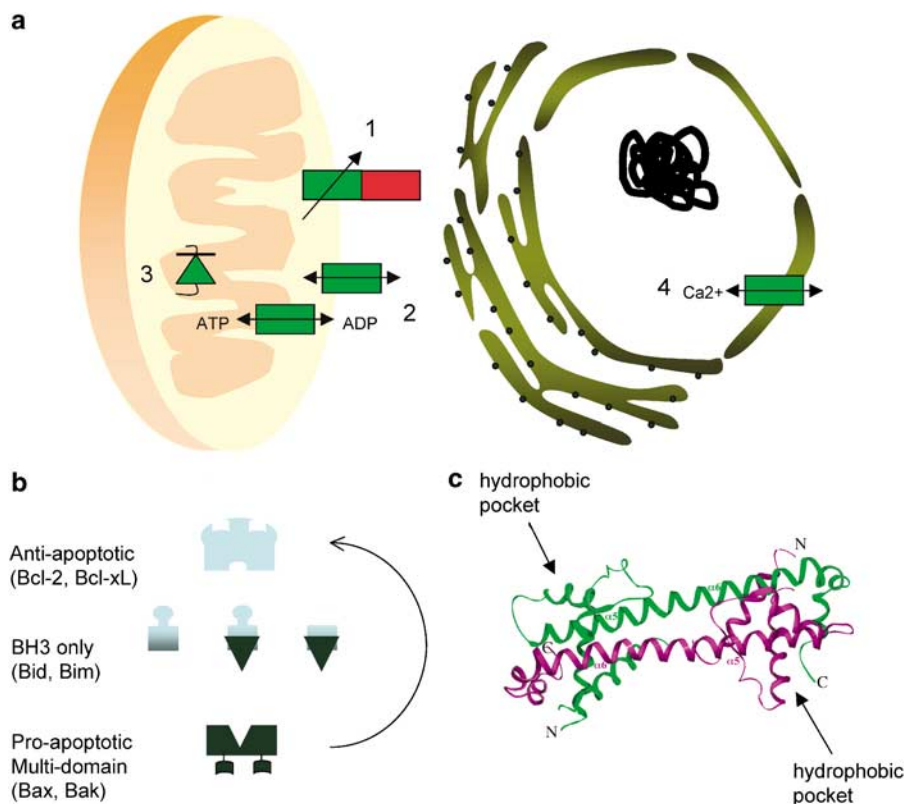 a
1
3
2
ATP
ADP
4
Ca2+
b
Anti-apoptotic
(Bcl-2, Bcl-xL)
BH3 only
(Bid, Bim)
Pro-apoptotic
Multi-domain
(Bax, Bak)
c
hydrophobic
pocket
N
α6
α5
C
α6
α5
C
N
hydrophobic
pocket